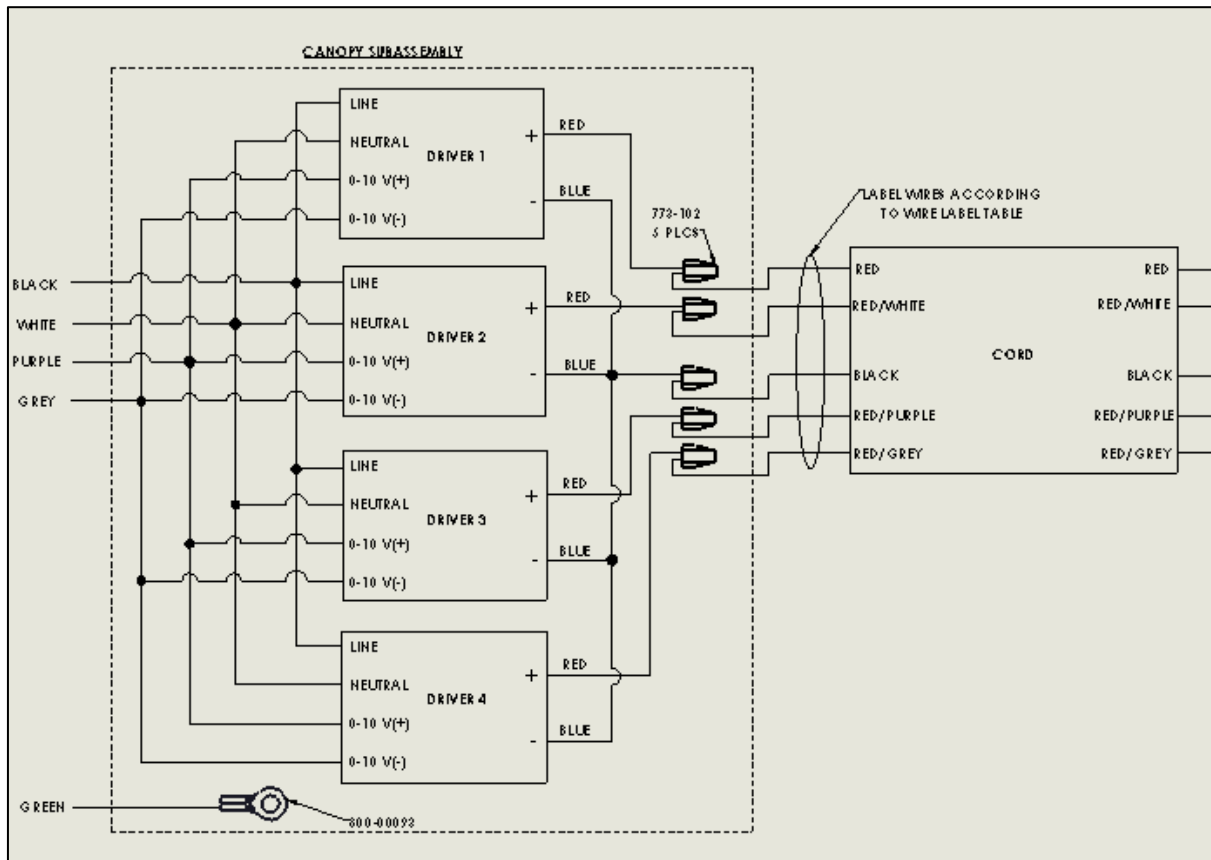 CANOPY SUBASSEMBLY
LINE
NEUTRAL
0-10 V(+)
0-10 V(-)
DRIVER 1
+
-
RED
BLUE
773-102
5 PLCS
LABEL WIRES ACCORDING
TO WIRE LABEL TABLE
BLACK
WHITE
PURPLE
GREY
LINE
NEUTRAL
0-10 V(+)
0-10 V(-)
DRIVER 2
+
-
RED
BLUE
RED
RED/WHITE
BLACK
RED/PURPLE
RED/GREY
CORD
RED
RED/WHITE
BLACK
RED/PURPLE
RED/GREY
LINE
NEUTRAL
0-10 V(+)
0-10 V(-)
DRIVER 3
+
-
RED
BLUE
LINE
NEUTRAL
0-10 V(+)
0-10 V(-)
DRIVER 4
+
-
RED
BLUE
GREEN
800-00093